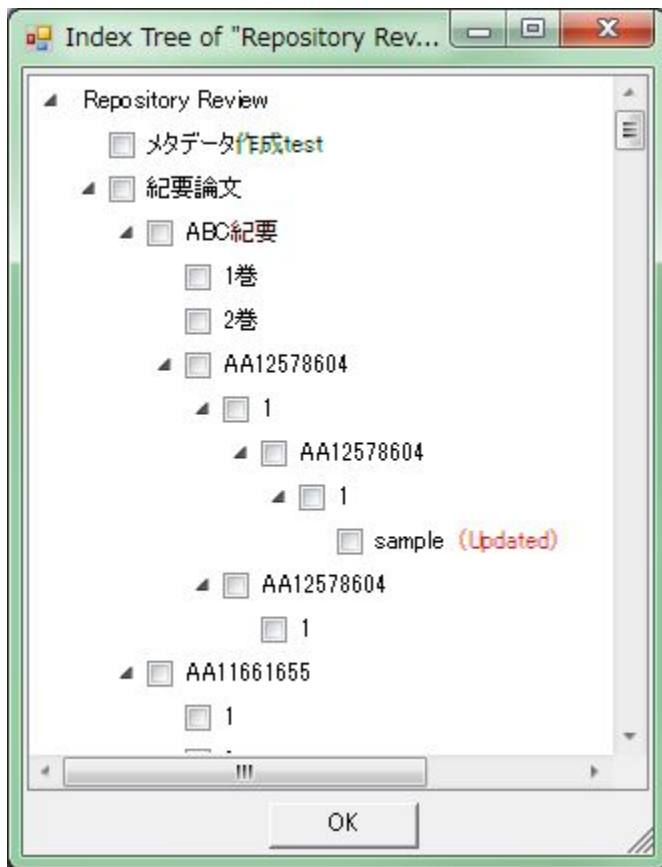 Index Tree of "Repository Rev...
Repository Review
メタデータ作成test
紀要論文
ABC紀要
1巻
2巻
AA12578604
1
AA12578604
1
sample (Updated)
AA12578604
1
AA11661655
1
OK